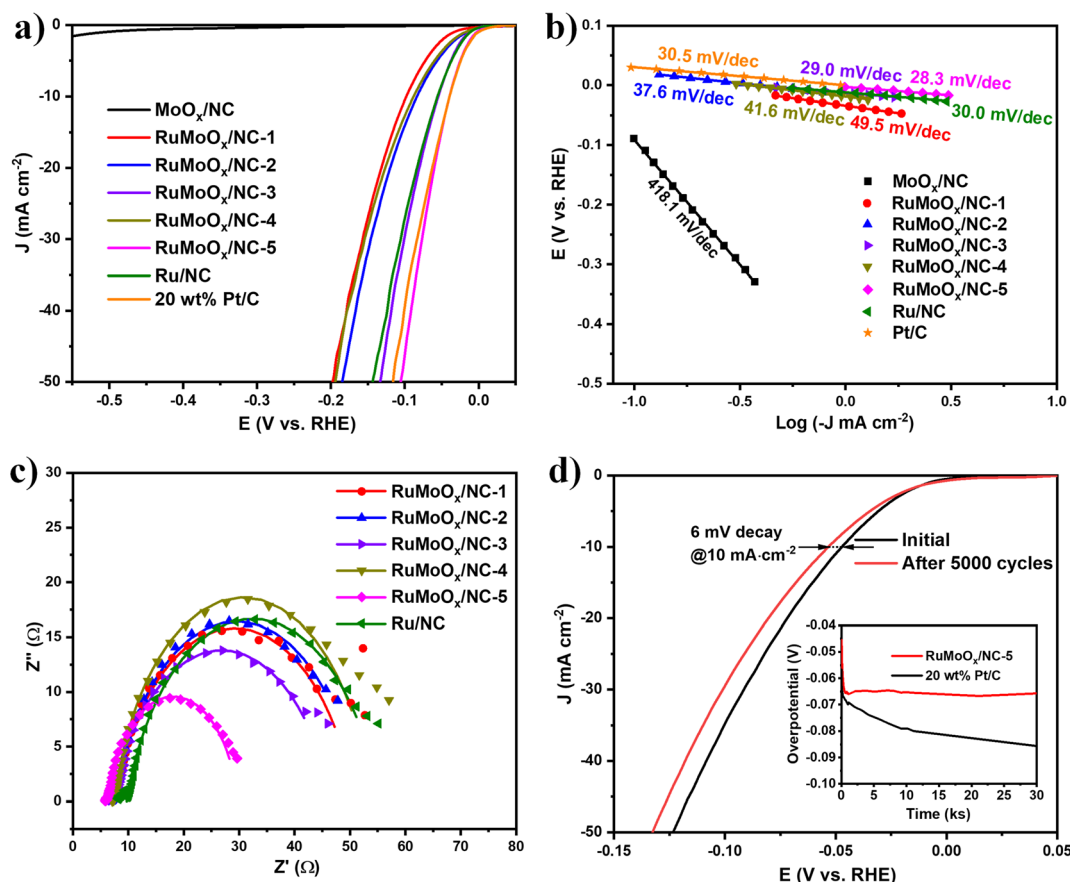 a)
J (mA cm⁻²)
0
-10
-20
-30
-40
-50
-0.5
-0.4
-0.3
-0.2
-0.1
0.0
E (V vs. RHE)
MoOₓ/NC
RuMoOₓ/NC-1
RuMoOₓ/NC-2
RuMoOₓ/NC-3
RuMoOₓ/NC-4
RuMoOₓ/NC-5
Ru/NC
20 wt% Pt/C
b)
E (V vs. RHE)
0.1
0.0
-0.1
-0.2
-0.3
-0.4
-0.5
-1.0
-0.5
0.0
0.5
1.0
Log (-J mA cm⁻²)
30.5 mV/dec
29.0 mV/dec
28.3 mV/dec
37.6 mV/dec
41.6 mV/dec
49.5 mV/dec
30.0 mV/dec
418.1 mV/dec
MoOₓ/NC
RuMoOₓ/NC-1
RuMoOₓ/NC-2
RuMoOₓ/NC-3
RuMoOₓ/NC-4
RuMoOₓ/NC-5
Ru/NC
Pt/C
c)
Z'' (Ω)
30
25
20
15
10
5
0
0
10
20
30
40
50
60
70
80
Z' (Ω)
RuMoOₓ/NC-1
RuMoOₓ/NC-2
RuMoOₓ/NC-3
RuMoOₓ/NC-4
RuMoOₓ/NC-5
Ru/NC
d)
J (mA cm⁻²)
0
-10
-20
-30
-40
-50
-0.15
-0.10
-0.05
0.00
0.05
E (V vs. RHE)
6 mV decay
@10 mA·cm⁻²
Initial
After 5000 cycles
Overpotential (V)
-0.04
-0.05
-0.06
-0.07
-0.08
-0.09
-0.10
RuMoOₓ/NC-5
20 wt% Pt/C
0
5
10
15
20
25
30
Time (ks)